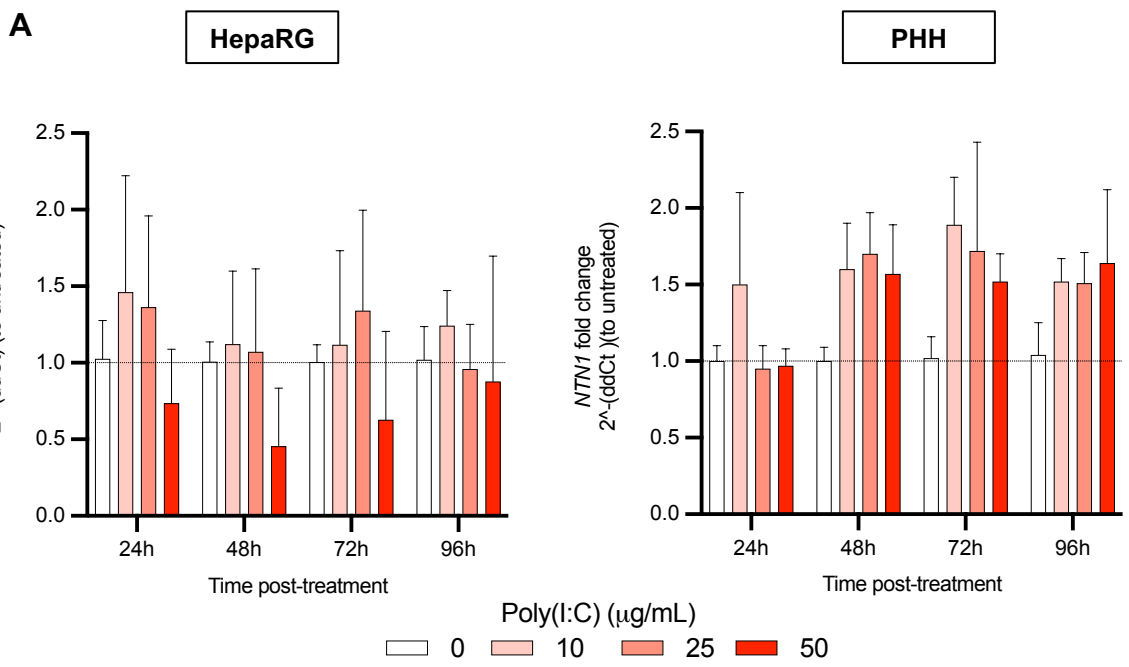 A
HepaRG
PHH
2.5
2.0
1.5
1.0
0.5
0.0
24h
48h
72h
96h
Time post-treatment
NTN1 fold change
2^-(ddCt )(to untreated)
2.5
2.0
1.5
1.0
0.5
0.0
24h
48h
72h
96h
Time post-treatment
Poly(I:C) (μg/mL)
0 10 25 50